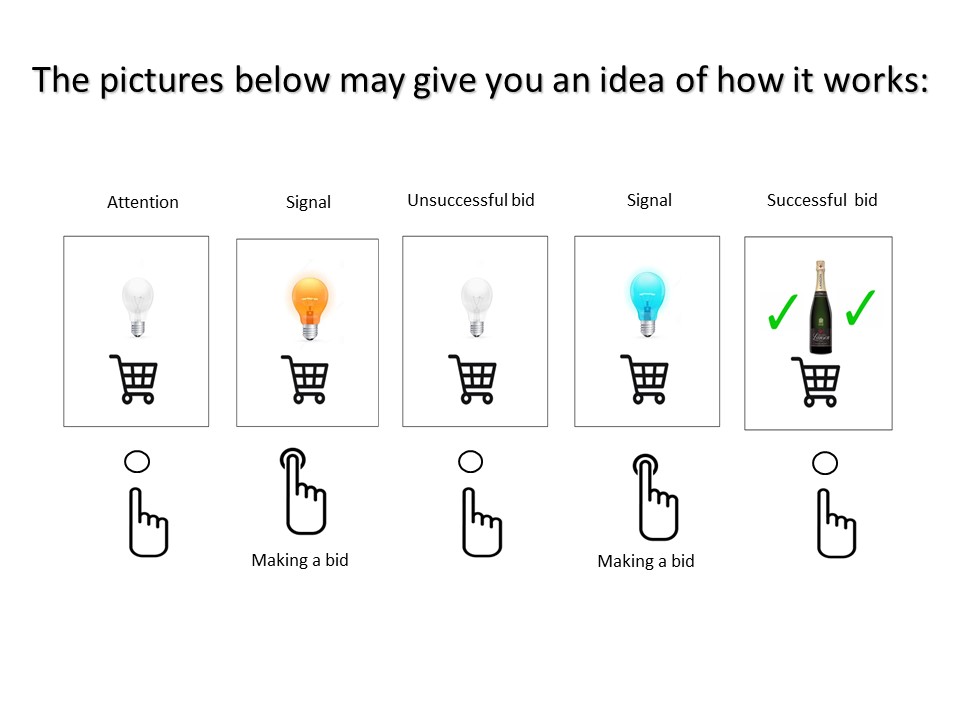 The pictures below may give you an idea of how it works:
Attention
Signal
Unsuccessful bid
Signal
Successful bid
Making a bid
Making a bid